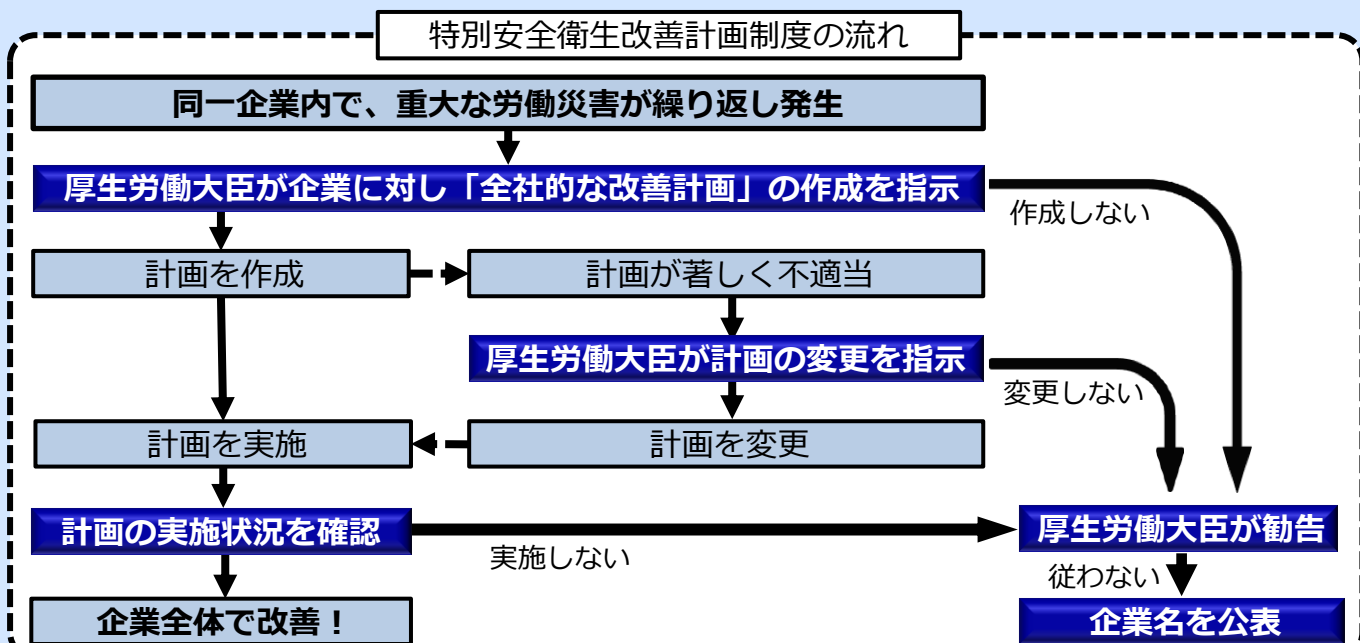 特別安全衛生改善計画制度の流れ
同一企業内で、重大な労働災害が繰り返し発生
厚生労働大臣が企業に対し「全社的な改善計画」の作成を指示
作成しない
計画を作成
計画が著しく不適当
厚生労働大臣が計画の変更を指示
変更しない
計画を実施
計画を変更
計画の実施状況を確認
実施しない
厚生労働大臣が勧告
従わない
企業全体で改善！
企業名を公表